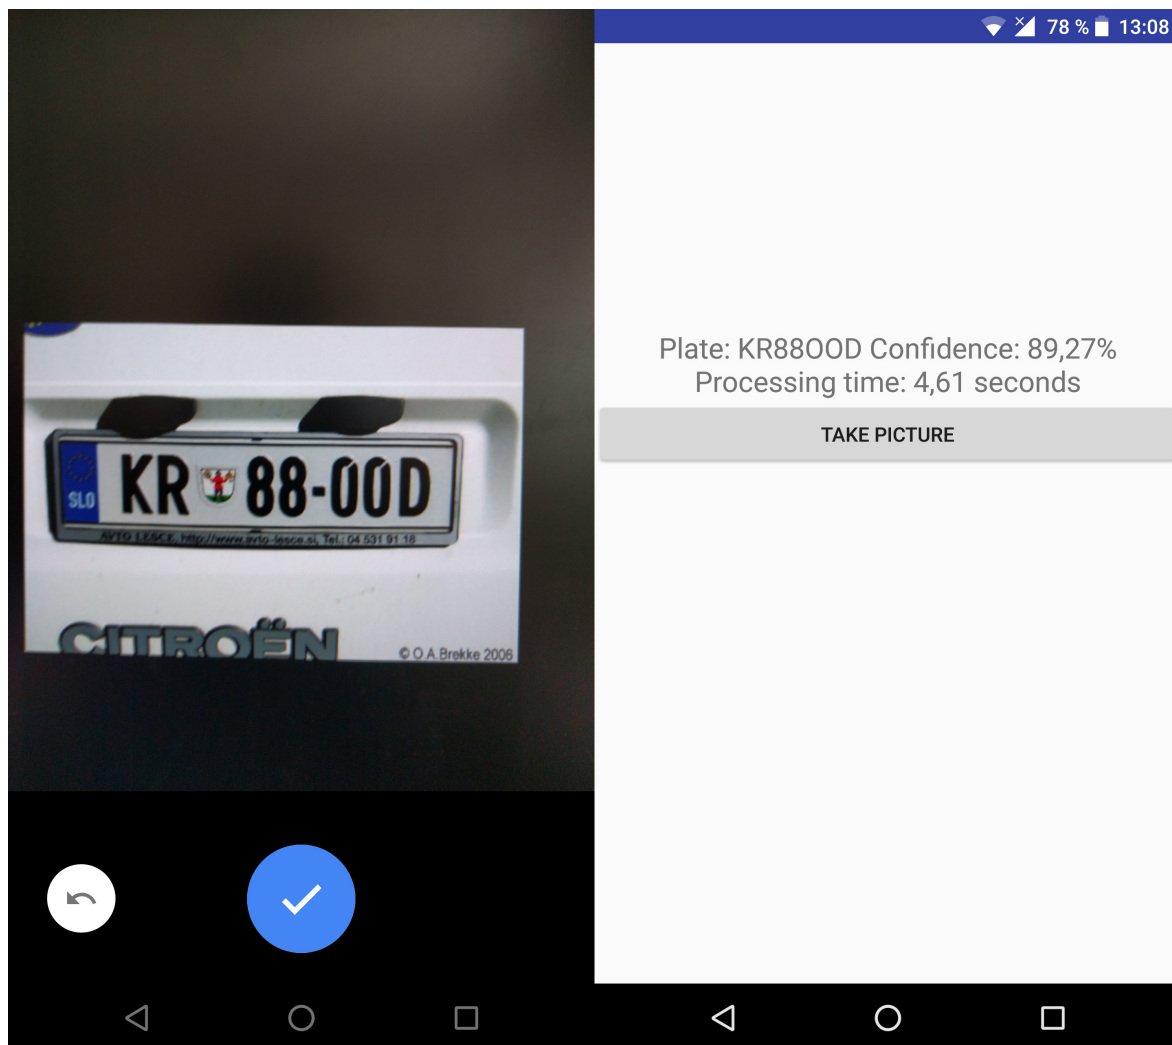 KR 88-OOD
SLO
AVTO LESCE, http://www.avto-lesce.si, Tel.: 04 531 91 18
CITROËN
© O.A.Brekke 2006
78 % 13:08
Plate: KR88OOD Confidence: 89,27%
Processing time: 4,61 seconds
TAKE PICTURE